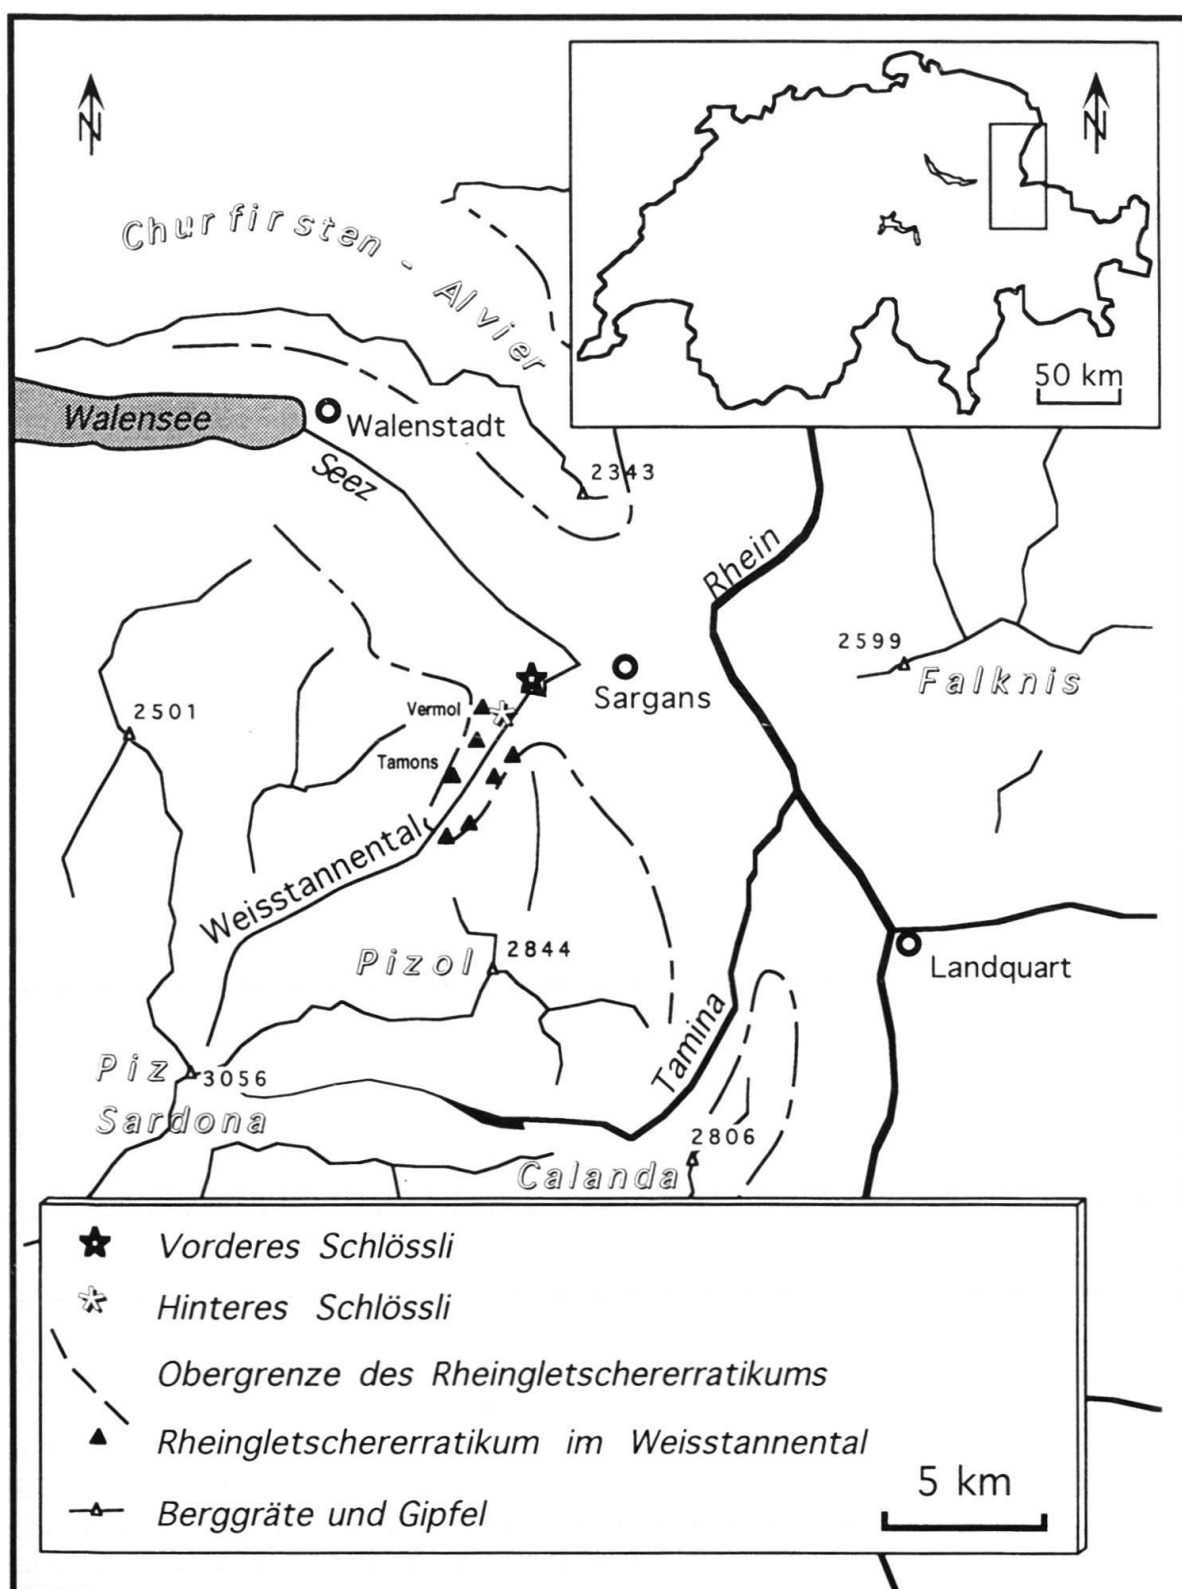 N
N
50 km
Churfirsten - Alvier
Walensee
Walenstadt
Seez
2343
Rhein
2599
Falknis
Sargans
2501
Vermol
Tamons
Weisstannental
Pizol
2844
Landquart
Tamina
Piz
Sardona
3056
2806
Calanda
Vorderes Schlössli
Hinteres Schlössli
Obergrenze des Rheingletschererratikums
Rheingletschererratikum im Weisstannental
5 km
Berggräte und Gipfel